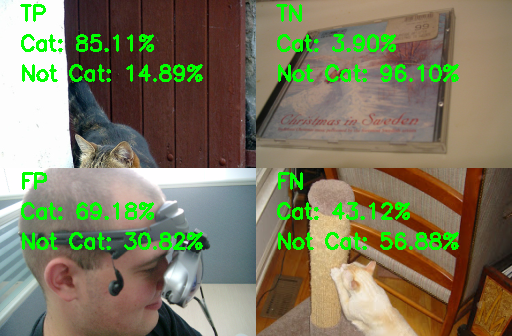 TP
Cat: 85.11%
Not Cat: 14.89%
TN
Cat: 3.90%
Not Cat: 96.10%
Christmas in Sweden
FP
Cat: 69.18%
Not Cat: 30.82%
FN
Cat: 43.12%
Not Cat: 56.88%